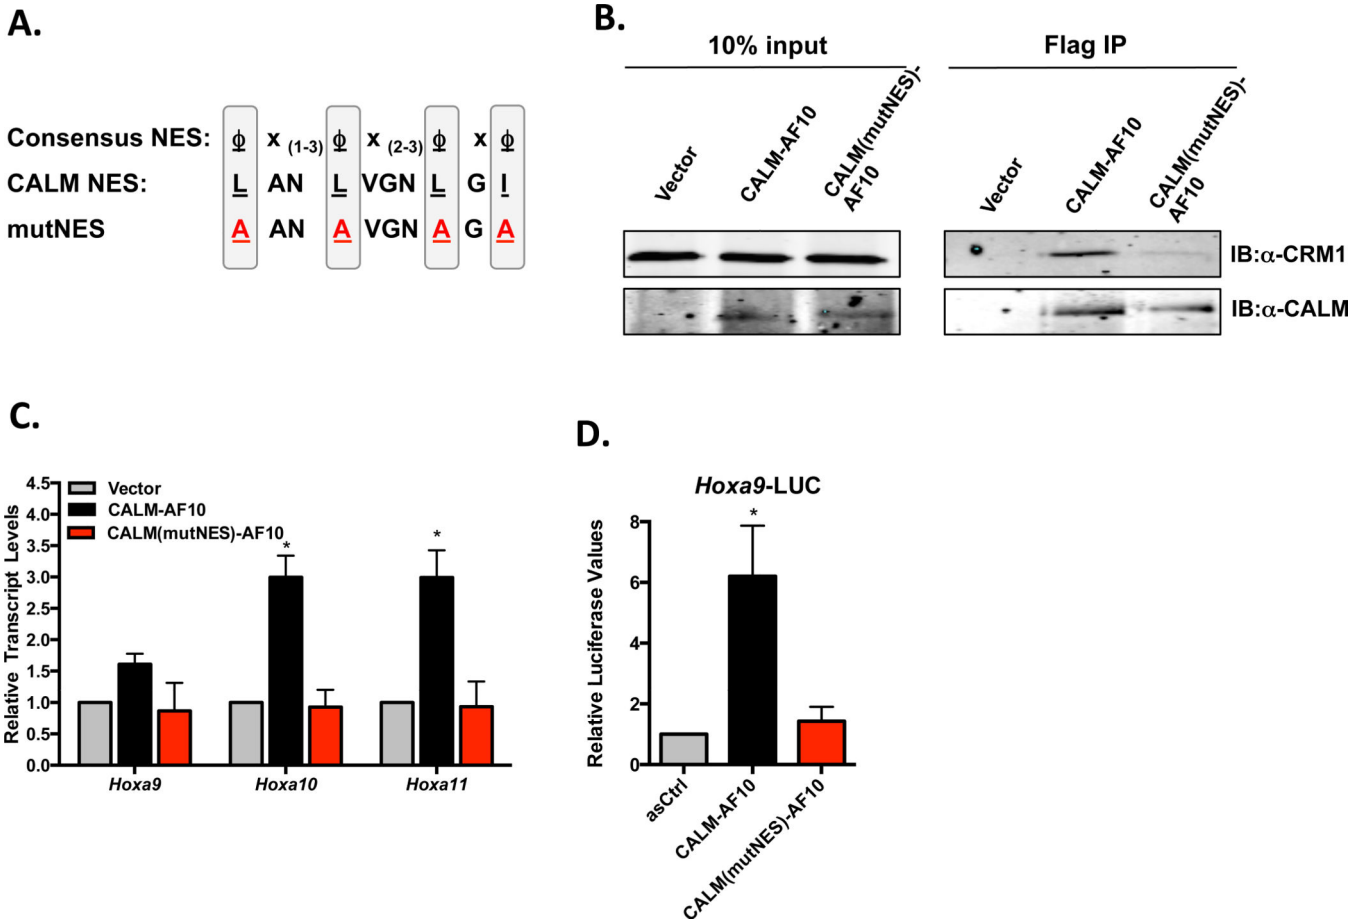 A.
Consensus NES: ϕ x (1-3) ϕ x (2-3) ϕ x ϕ
CALM NES: L AN L VGN L G I
mutNES A AN A VGN A G A
B.
10% input
Flag IP
Vector
CALM-AF10
CALM(mutNES)-
AF10
Vector
CALM-AF10
CALM(mutNES)-
AF10
IB:α-CRM1
IB:α-CALM
C.
Relative Transcript Levels
4.5
4.0
3.5
3.0
2.5
2.0
1.5
1.0
0.5
0.0
Vector
CALM-AF10
CALM(mutNES)-AF10
*
*
Hoxa9
Hoxa10
Hoxa11
D.
Hoxa9-LUC
*
Relative Luciferase Values
8
6
4
2
0
asCtrl
CALM-AF10
CALM(mutNES)-AF10